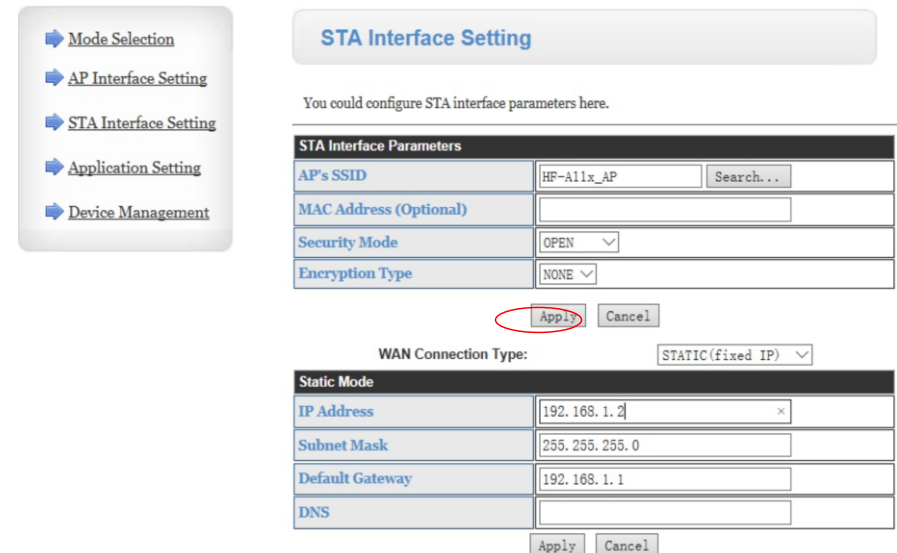 Mode Selection
AP Interface Setting
STA Interface Setting
Application Setting
Device Management
STA Interface Setting
You could configure STA interface parameters here.
STA Interface Parameters
AP's SSID HF-A11x_AP Search...
MAC Address (Optional)
Security Mode OPEN
Encryption Type NONE
Apply Cancel
WAN Connection Type: STATIC(fixed IP)
Static Mode
IP Address 192.168.1.2 ×
Subnet Mask 255.255.255.0
Default Gateway 192.168.1.1
DNS
Apply Cancel